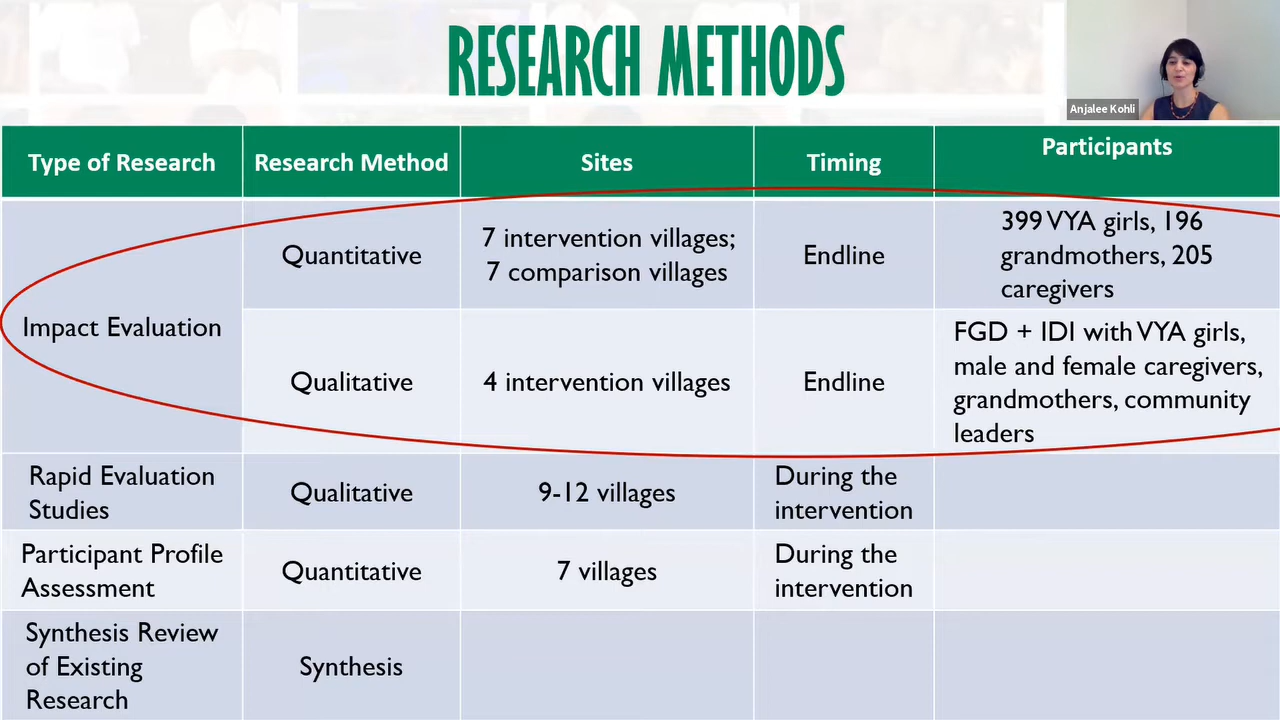 RESEARCH METHODS
Anjalee Kohli
Type of Research
Research Method
Sites
Timing
Participants
Impact Evaluation
Quantitative
7 intervention villages;
7 comparison villages
Endline
399 VYA girls, 196
grandmothers, 205
caregivers
Qualitative
4 intervention villages
Endline
FGD + IDI with VYA girls,
male and female caregivers,
grandmothers, community
leaders
Rapid Evaluation
Studies
Qualitative
9-12 villages
During the
intervention
Participant Profile
Assessment
Quantitative
7 villages
During the
intervention
Synthesis Review
of Existing
Research
Synthesis